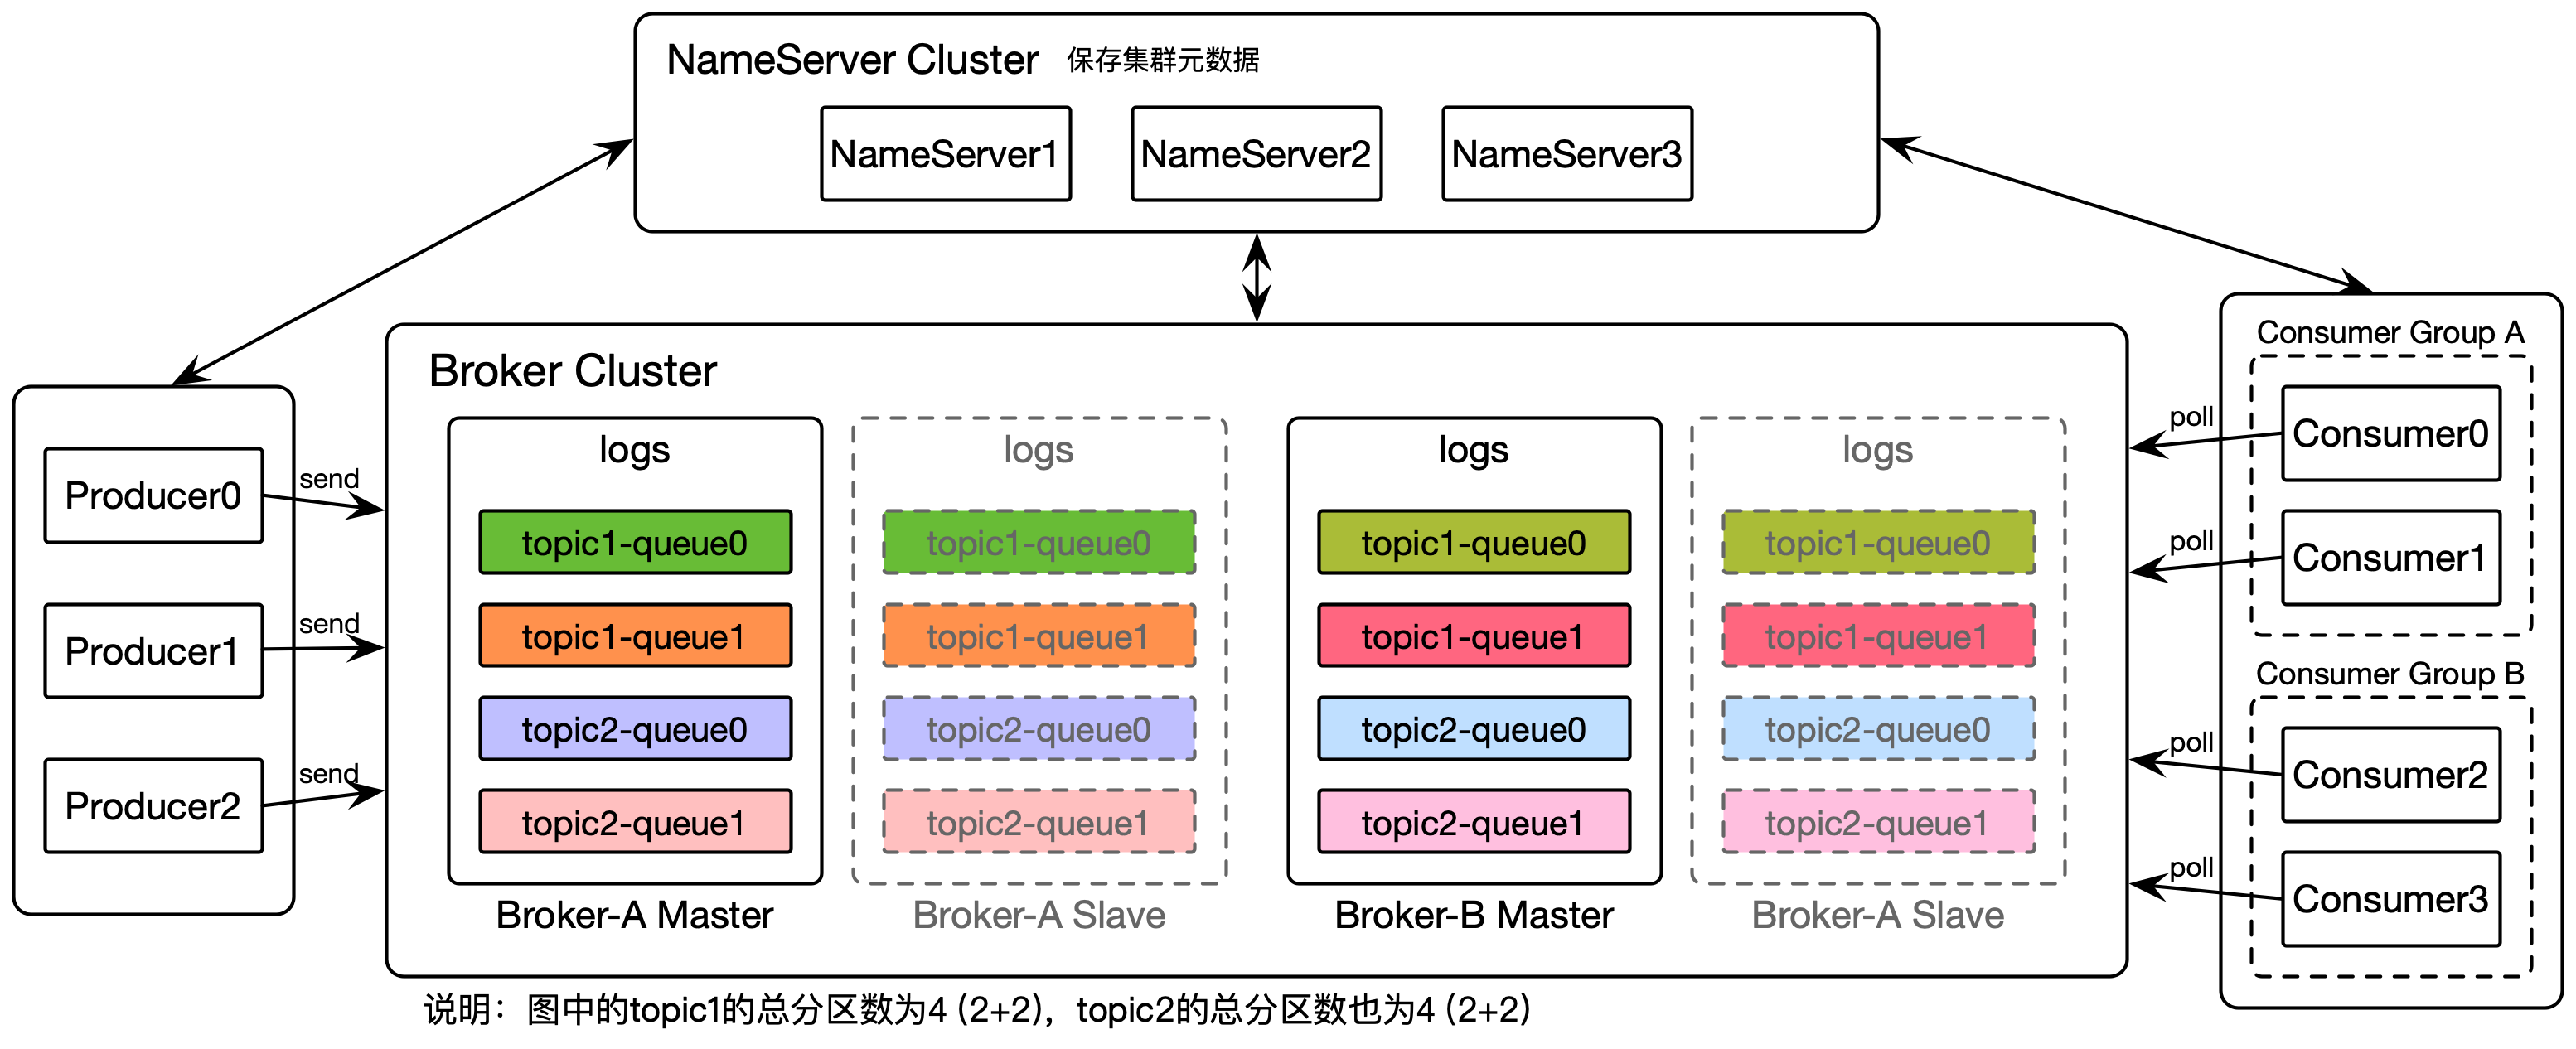 NameServer Cluster 保存集群元数据
NameServer1 NameServer2 NameServer3
Producer0
Producer1
Producer2
send
send
send
Broker Cluster
logs
topic1-queue0
topic1-queue1
topic2-queue0
topic2-queue1
Broker-A Master
logs
topic1-queue0
topic1-queue1
topic2-queue0
topic2-queue1
Broker-A Slave
logs
topic1-queue0
topic1-queue1
topic2-queue0
topic2-queue1
Broker-B Master
logs
topic1-queue0
topic1-queue1
topic2-queue0
topic2-queue1
Broker-A Slave
poll
poll
poll
poll
Consumer Group A
Consumer0
Consumer1
Consumer Group B
Consumer2
Consumer3
说明：图中的topic1的总分区数为4 (2+2)，topic2的总分区数也为4 (2+2)